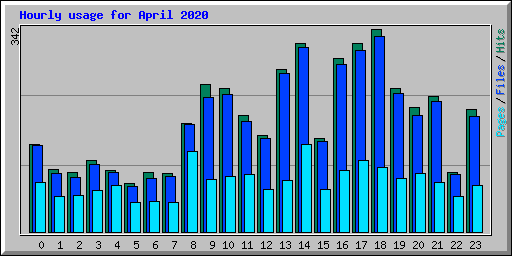 Hourly usage for April 2020
342
Pages/Files/Hits
0 1 2 3 4 5 6 7 8 9 10 11 12 13 14 15 16 17 18 19 20 21 22 23